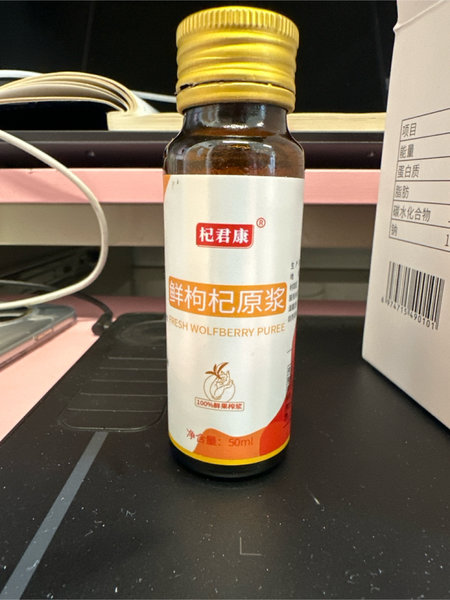 杞君康
®
鲜枸杞原浆
FRESH WOLFBERRY PUREE
100%鲜果榨浆
净含量：50ml
项目
能量
蛋白质
脂肪
碳水化合物
钠
1